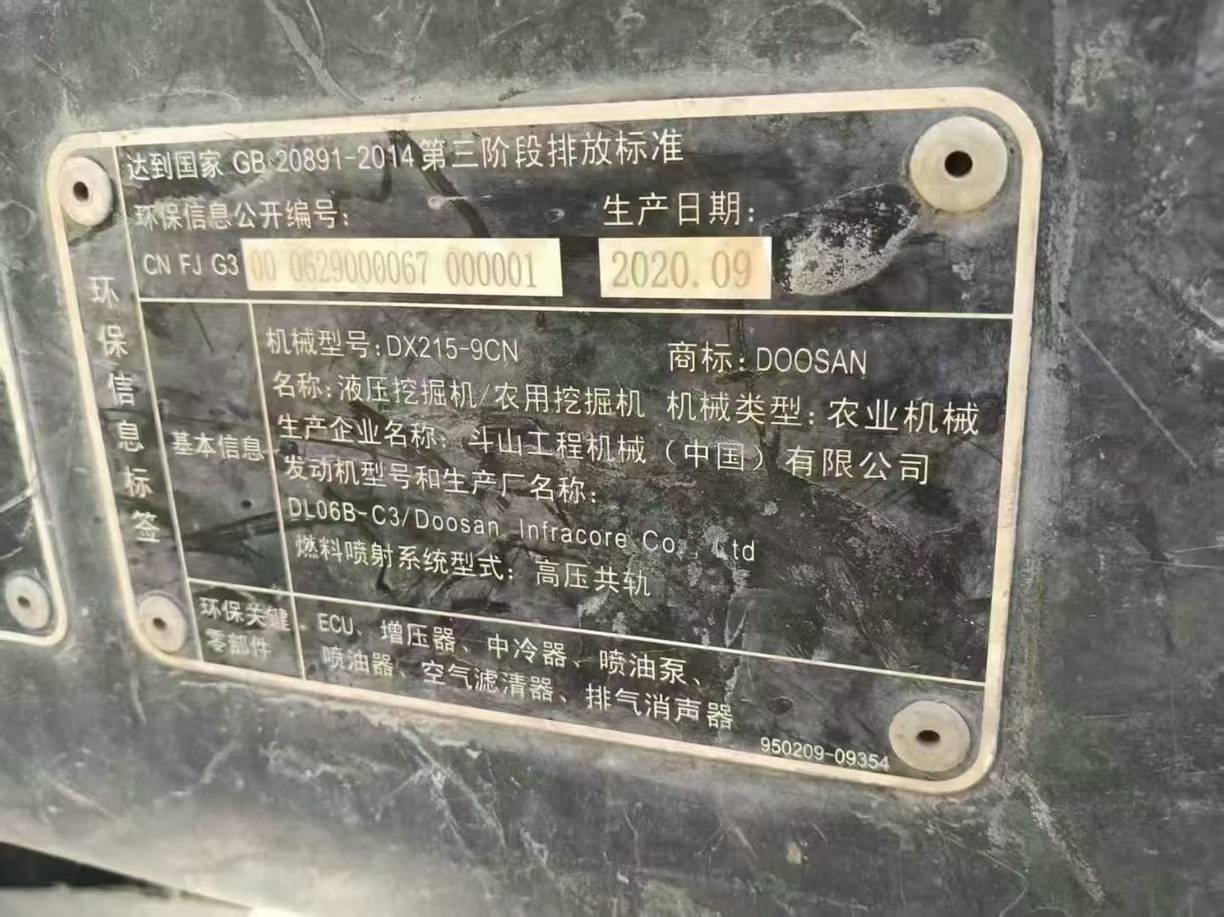 达到国家 GB 20891-2014第三阶段排放标准
环保信息公开编号: 生产日期:
CN FJ G3 00 0629000067 000001 2020.09
环保信息标签
基本信息
机械型号:DX215-9CN 商标:DOOSAN
名称:液压挖掘机/农用挖掘机 机械类型:农业机械
生产企业名称: 斗山工程机械（中国）有限公司
发动机型号和生产厂名称:
DL06B-C3/Doosan Infracore Co., Ltd
燃料喷射系统型式: 高压共轨
环保关键
零部件
ECU、增压器、中冷器、喷油泵、
喷油器、空气滤清器、排气消声器
950209-09354